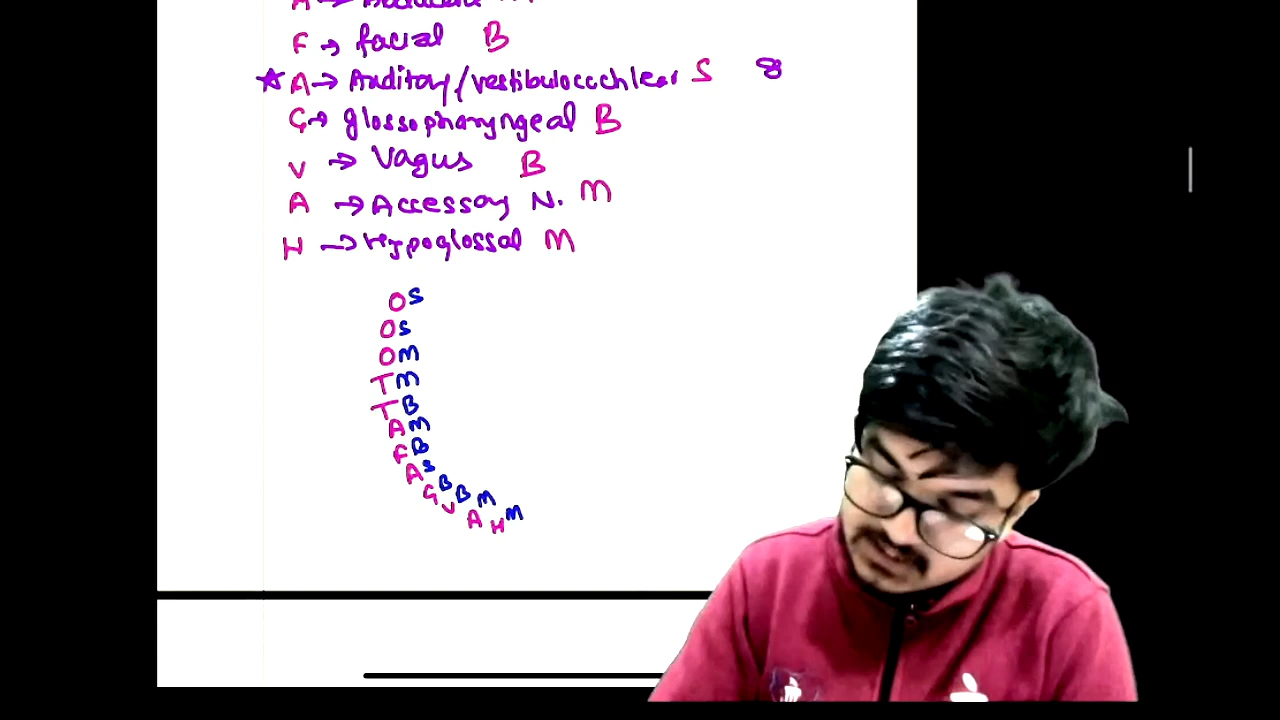 F → facial B
★ A → Auditory/vestibulocochlear S 8
G → glossopharyngeal B
V → Vagus B
A → Accessory N. M
H → Hypoglossal M
O S
O S
O M
T M
T B
A M
F B
A S
G B
V B
A M
H M